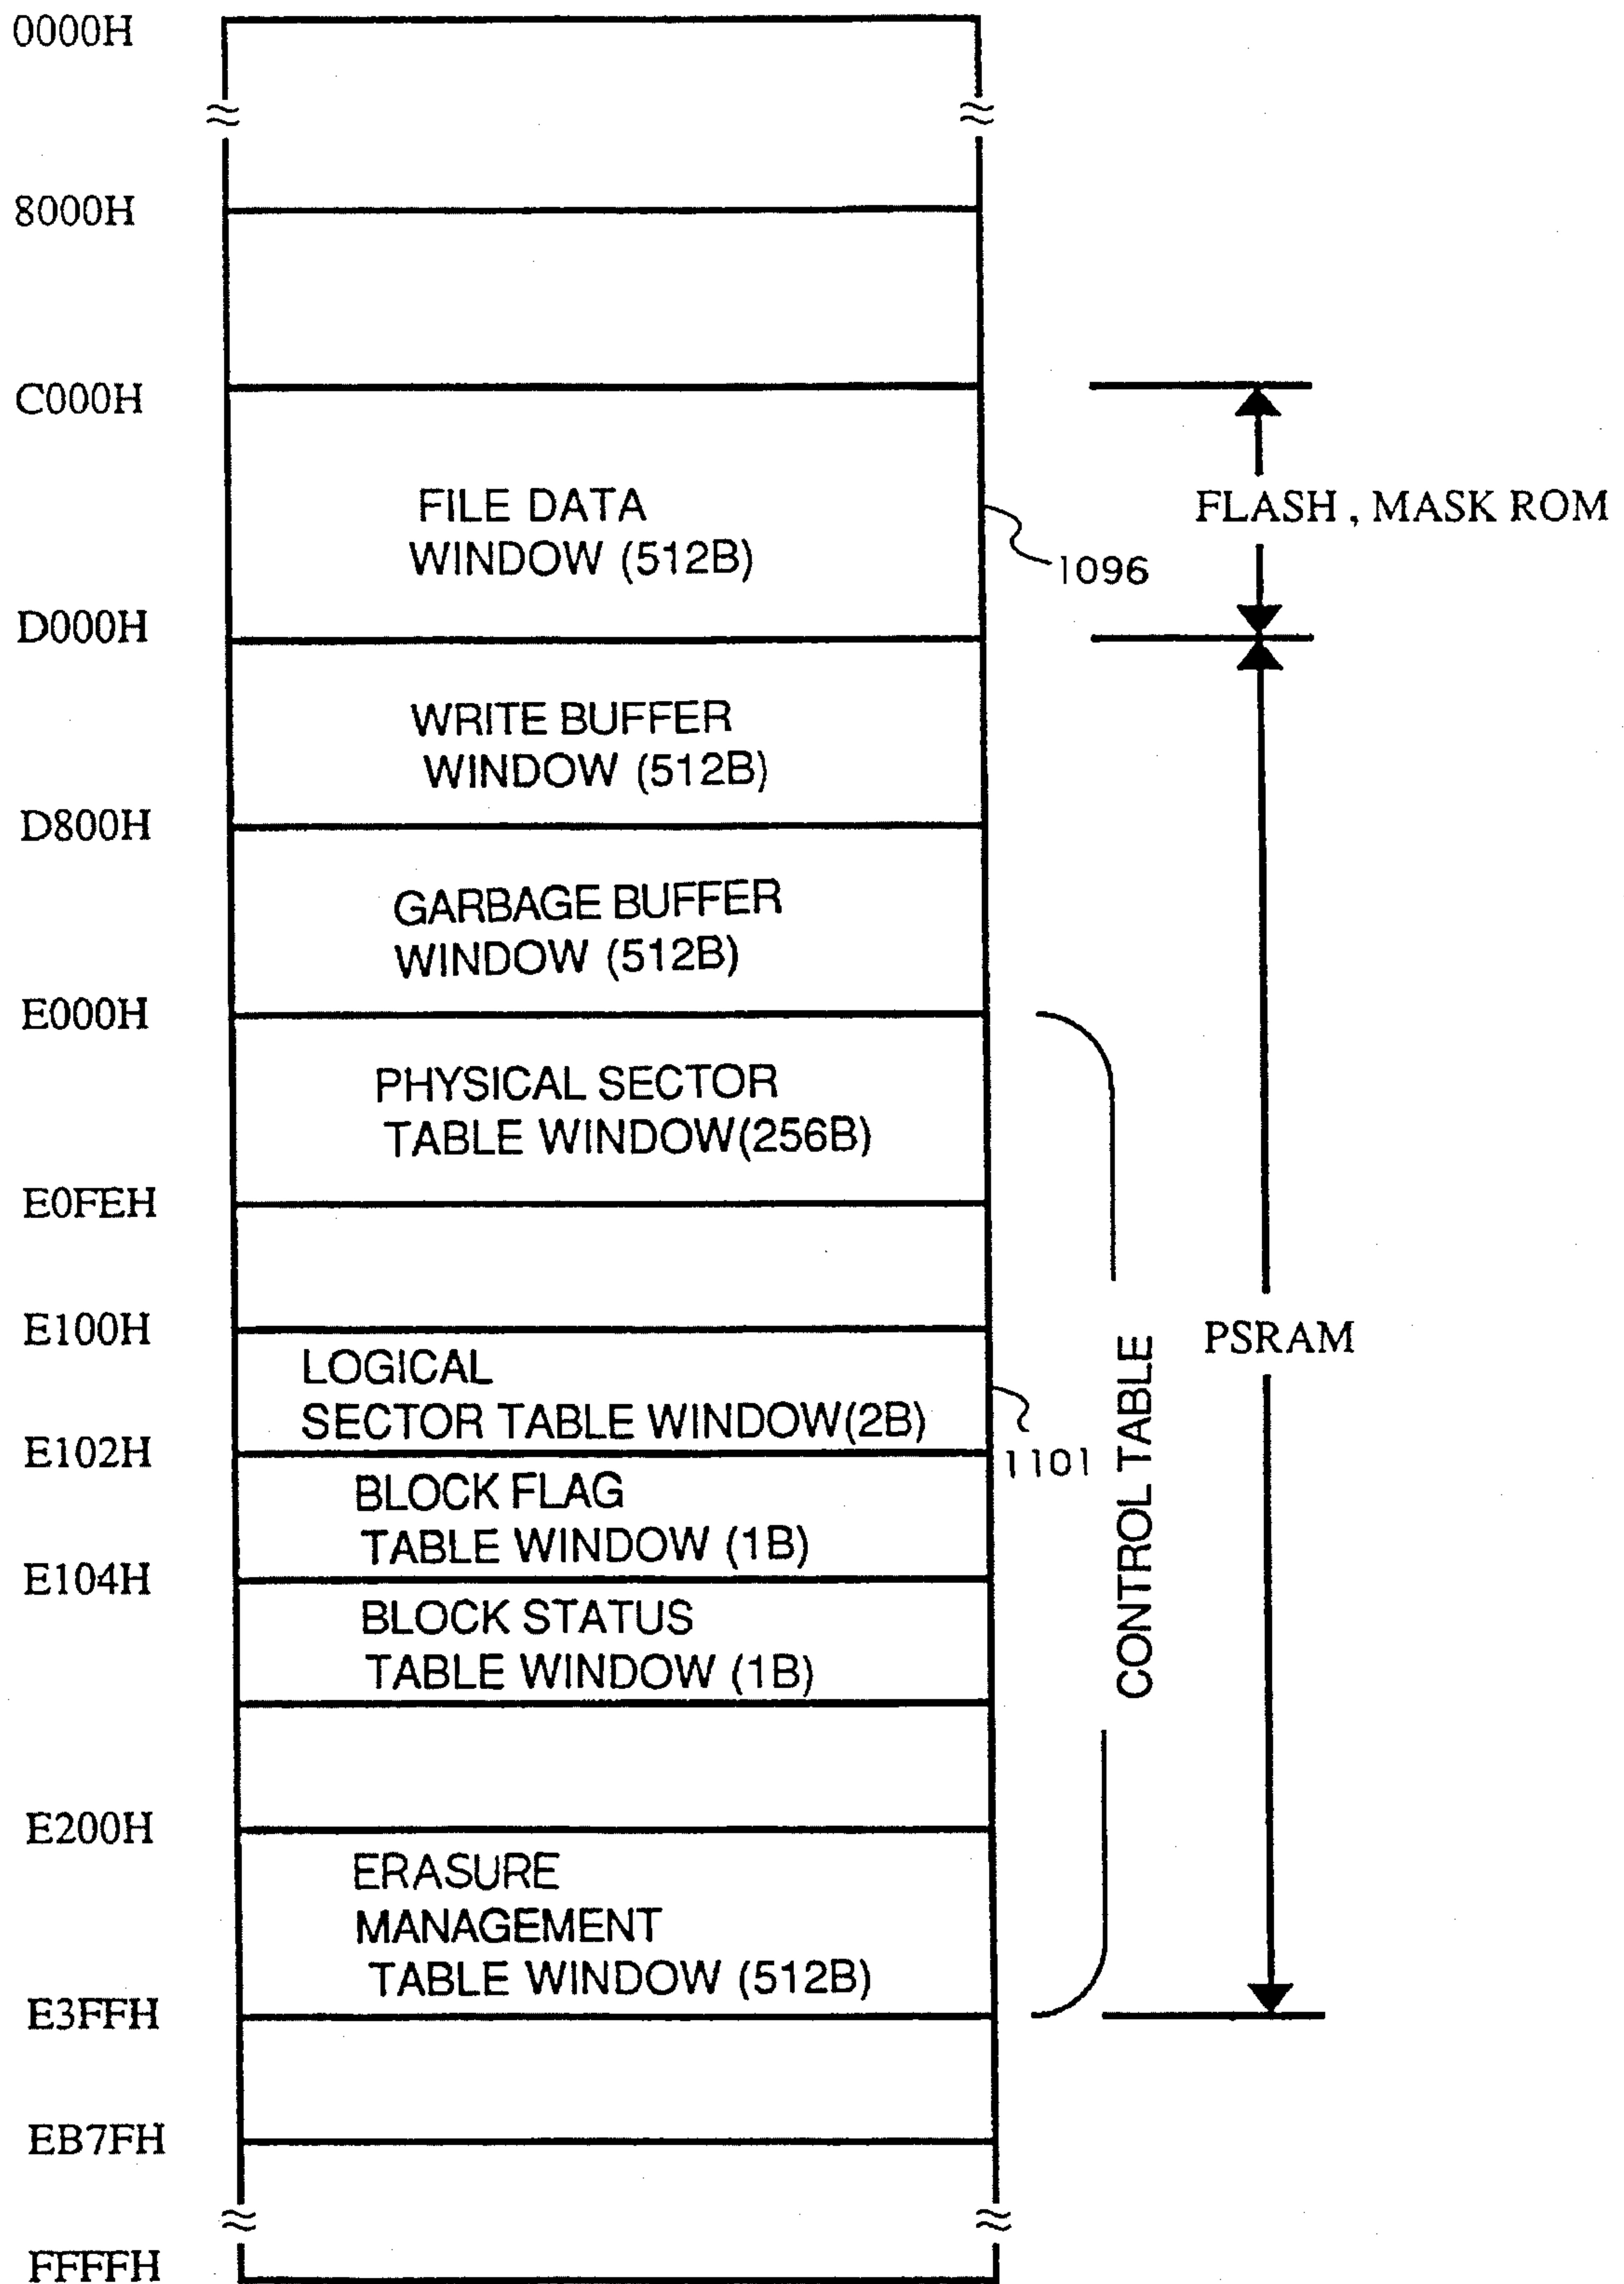 0000H
8000H
C000H
FILE DATA
WINDOW (512B)
1096
FLASH , MASK ROM
D000H
WRITE BUFFER
WINDOW (512B)
D800H
GARBAGE BUFFER
WINDOW (512B)
E000H
PHYSICAL SECTOR
TABLE WINDOW(256B)
E0FEH
E100H
LOGICAL
SECTOR TABLE WINDOW(2B)
1101
CONTROL TABLE
PSRAM
E102H
BLOCK FLAG
TABLE WINDOW (1B)
E104H
BLOCK STATUS
TABLE WINDOW (1B)
E200H
ERASURE
MANAGEMENT
TABLE WINDOW (512B)
E3FFH
EB7FH
FFFFH